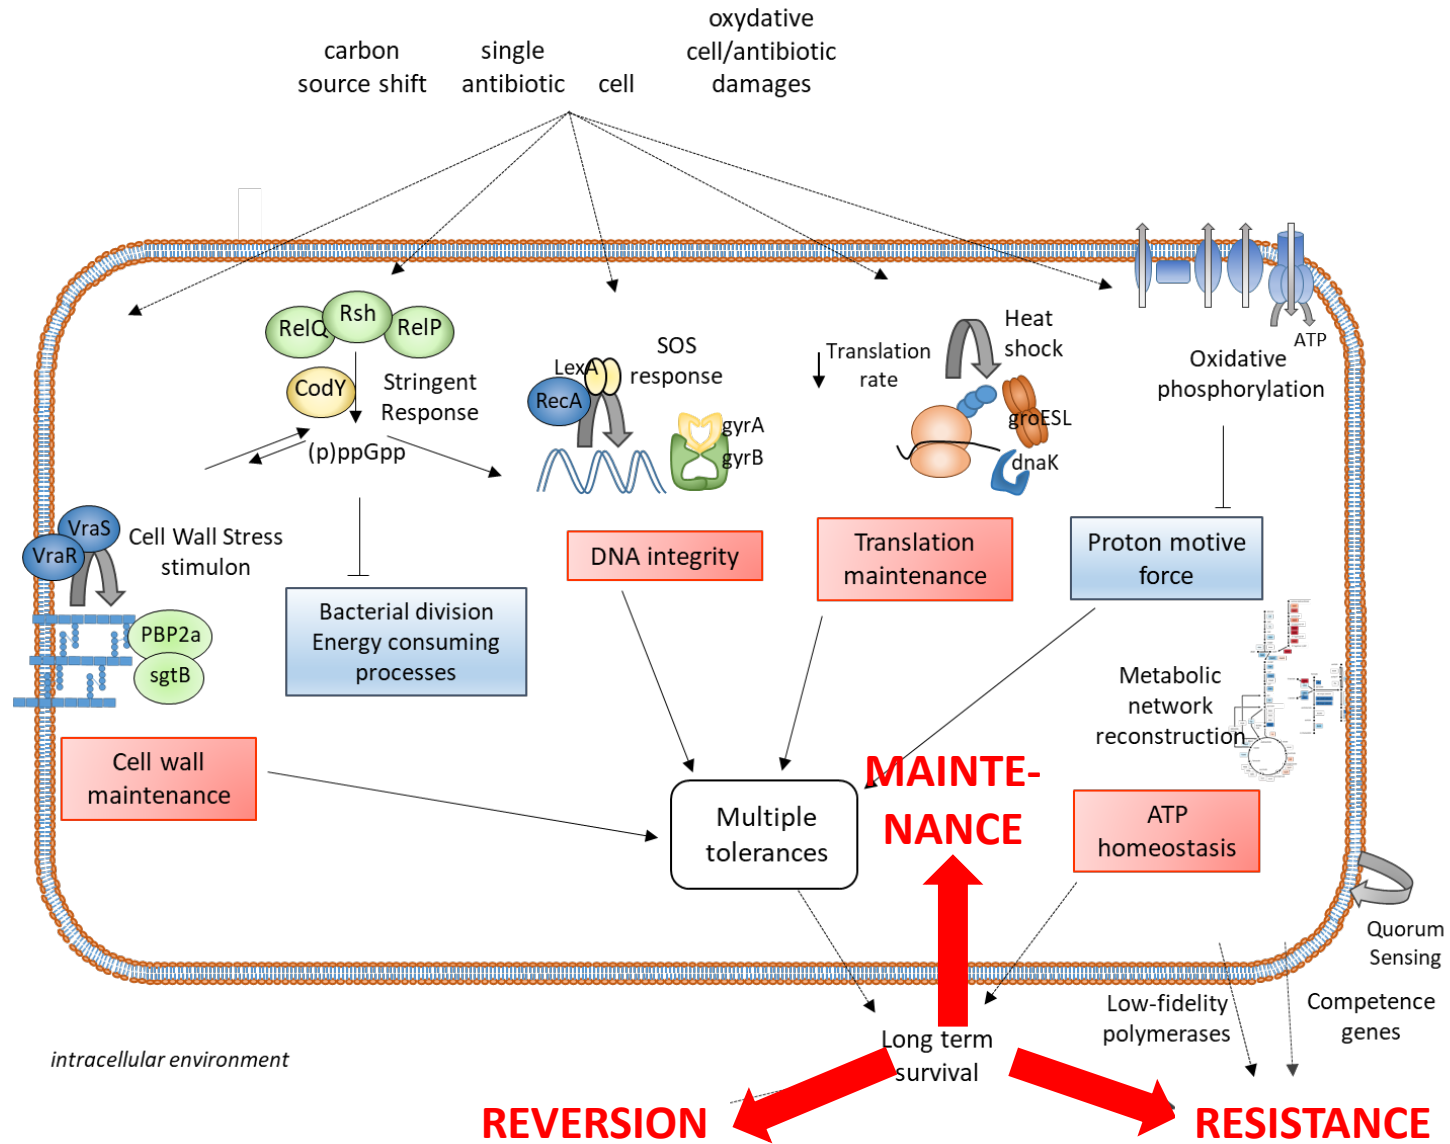 oxydative
carbon
single
cell/antibiotic
source shift
antibiotic
cell
damages
ATP
Rsh
RelQ
RelP
CodY
Stringent
Response
(p)ppGpp
LexA
RecA
SOS
response
gyrA
gyrB
Translation
rate
Heat
shock
groESL
dnaK
Oxidative
phosphorylation
VraS
VraR
Cell Wall Stress
stimulon
PBP2a
sgtB
DNA integrity
Translation
maintenance
Proton motive
force
Bacterial division
Energy consuming
processes
Metabolic
network
reconstruction
Cell wall
maintenance
Multiple
tolerances
MAINTE-
NANCE
ATP
homeostasis
Quorum
Sensing
Low-fidelity
polymerases
Competence
genes
Long term
survival
intracellular environment
REVERSION
RESISTANCE